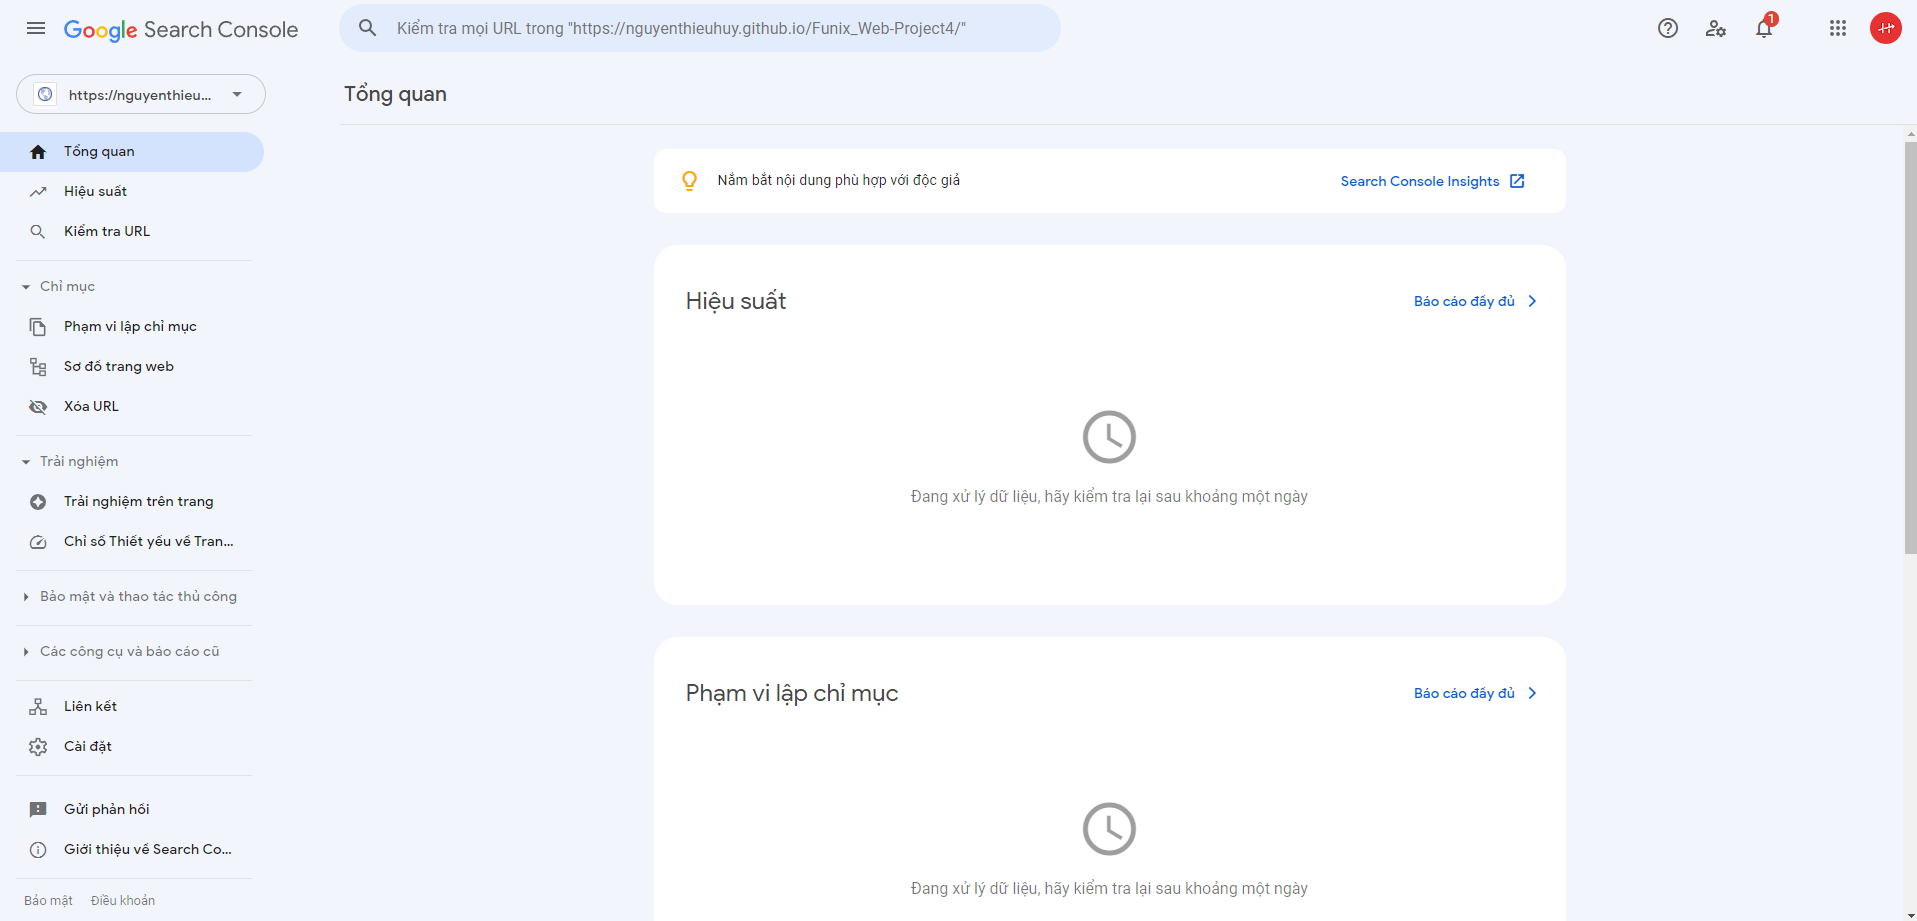 Google Search Console
Kiểm tra mọi URL trong "https://nguyenthieuhuy.github.io/Funix_Web-Project4/"
1
https://nguyenthieu...
Tổng quan
Tổng quan
Hiệu suất
Kiểm tra URL
Chỉ mục
Phạm vi lập chỉ mục
Sơ đồ trang web
Xóa URL
Trải nghiệm
Trải nghiệm trên trang
Chỉ số Thiết yếu về Tran...
Bảo mật và thao tác thủ công
Các công cụ và báo cáo cũ
Liên kết
Cài đặt
Gửi phản hồi
Giới thiệu về Search Co...
Bảo mật Điều khoản
Nắm bắt nội dung phù hợp với độc giả
Search Console Insights
Hiệu suất
Báo cáo đầy đủ
Đang xử lý dữ liệu, hãy kiểm tra lại sau khoảng một ngày
Phạm vi lập chỉ mục
Báo cáo đầy đủ
Đang xử lý dữ liệu, hãy kiểm tra lại sau khoảng một ngày